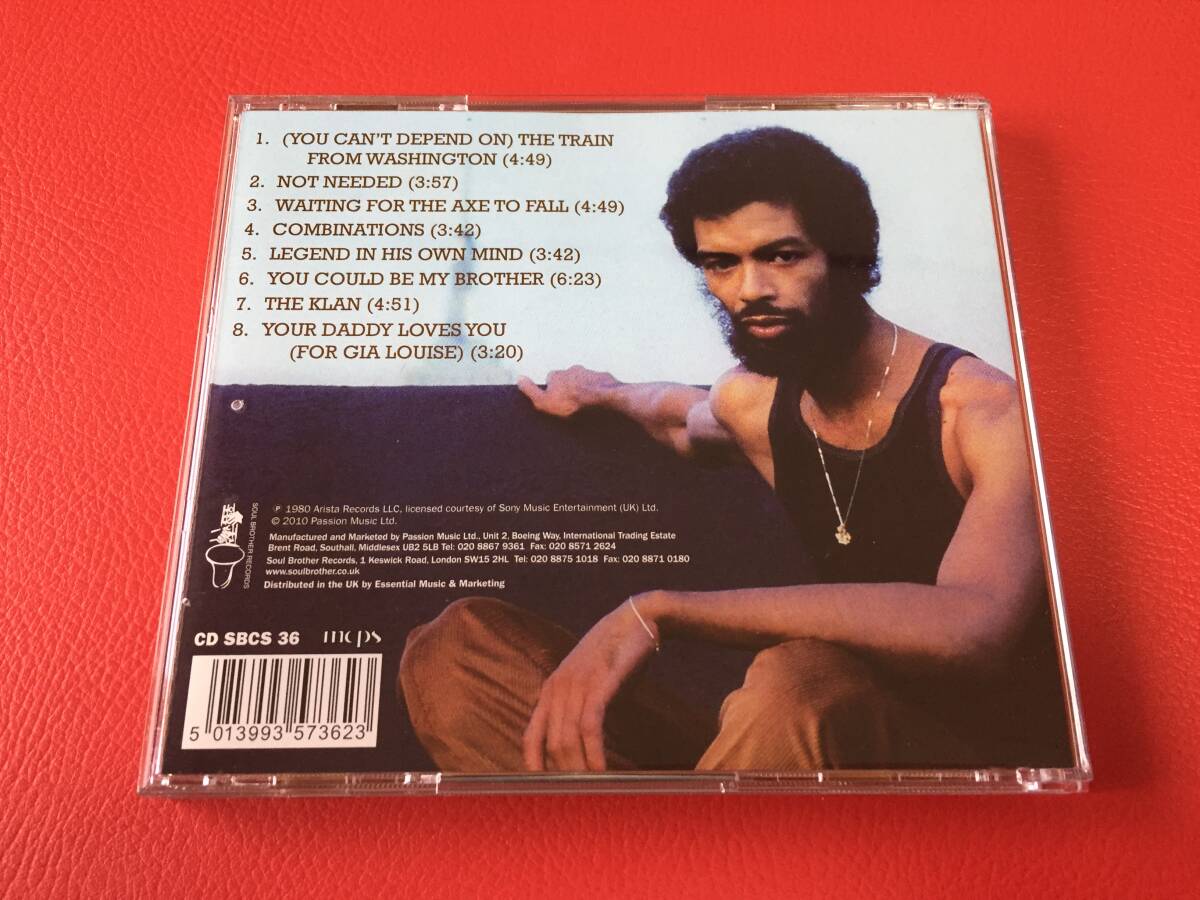 1. (YOU CAN'T DEPEND ON) THE TRAIN
FROM WASHINGTON (4:49)
2. NOT NEEDED (3:57)
3. WAITING FOR THE AXE TO FALL (4:49)
4. COMBINATIONS (3:42)
5. LEGEND IN HIS OWN MIND (3:42)
6. YOU COULD BE MY BROTHER (6:23)
7. THE KLAN (4:51)
8. YOUR DADDY LOVES YOU
(FOR GIA LOUISE) (3:20)
SOUL BROTHER RECORDS
℗ 1980 Arista Records LLC, licensed courtesy of Sony Music Entertainment (UK) Ltd.
© 2010 Passion Music Ltd.
Manufactured and Marketed by Passion Music Ltd., Unit 2, Boeing Way, International Trading Estate
Brent Road, Southall, Middlesex UB2 5LB Tel: 020 8867 9361 Fax: 020 8571 2624
Soul Brother Records, 1 Keswick Road, London SW15 2HL Tel: 020 8875 1018 Fax: 020 8871 0180
www.soulbrother.co.uk
Distributed in the UK by Essential Music & Marketing
CD SBCS 36 mcps
5 013993 573623